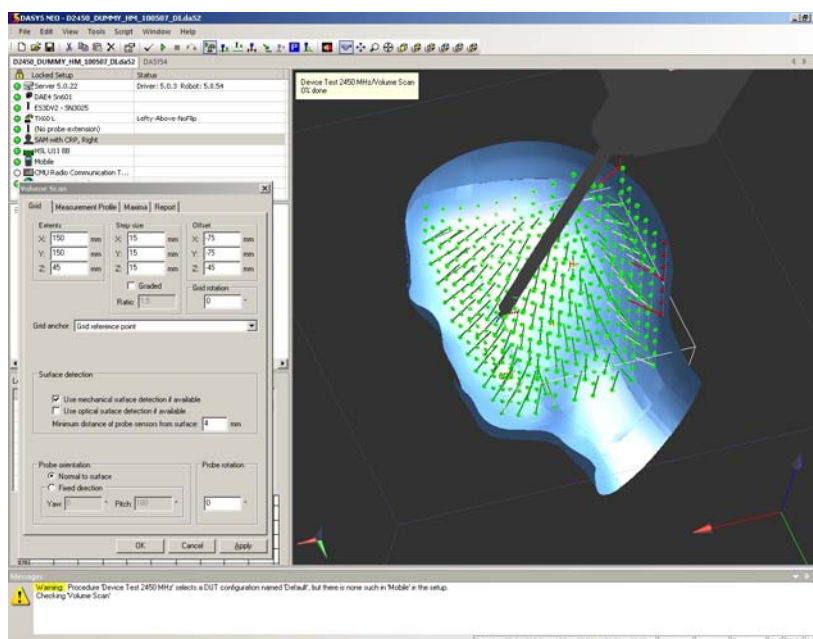 DASY5 NEO - D2450_DUMMY_HM_100507_DI.da52
File Edit View Tools Script Window Help
D2450_DUMMY_HM_100507_DI.da52 DASY54
Locked Setup Status
Server 5.0.22 Driver: 5.0.3 Robot: 5.0.54
DAE4 Sn601
ES3DV2 - SN3025
TX60 L Lefty-Above-NoFlip
(No probe extension)
SAM with CRP, Right
HSL U11 BB
Mobile
CMU Radio Communication T...
Volume Scan
Grid Measurement Profile Maxima Report
Extents Step size Offset
X: 150 mm X: 15 mm X: -75 mm
Y: 150 mm Y: 15 mm Y: -75 mm
Z: 45 mm Z: 15 mm Z: -45 mm
Graded Grid rotation
Ratio: 1.5 0 °
Grid anchor: Grid reference point
Surface detection
Use mechanical surface detection if available
Use optical surface detection if available
Minimum distance of probe sensors from surface: 4 mm
Probe orientation Probe rotation
Normal to surface
Fixed direction 0 °
Yaw: 0 ° Pitch: 180 °
OK Cancel Apply
Device Test 2450 MHz/Volume Scan
0% done
Messages
Warning: Procedure 'Device Test 2450 MHz' selects a DUT configuration named 'Default', but there is none such in 'Mobile' in the setup.
Checking 'Volume Scan'